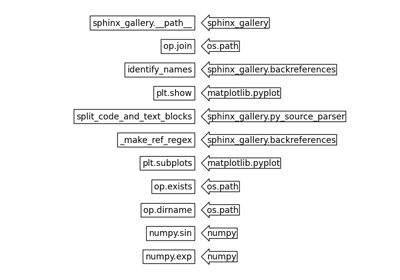 sphinx_gallery.__path__ sphinx_gallery
op.join os.path
identify_names sphinx_gallery.backreferences
plt.show matplotlib.pyplot
split_code_and_text_blocks sphinx_gallery.py_source_parser
_make_ref_regex sphinx_gallery.backreferences
plt.subplots matplotlib.pyplot
op.exists os.path
op.dirname os.path
numpy.sin numpy
numpy.exp numpy